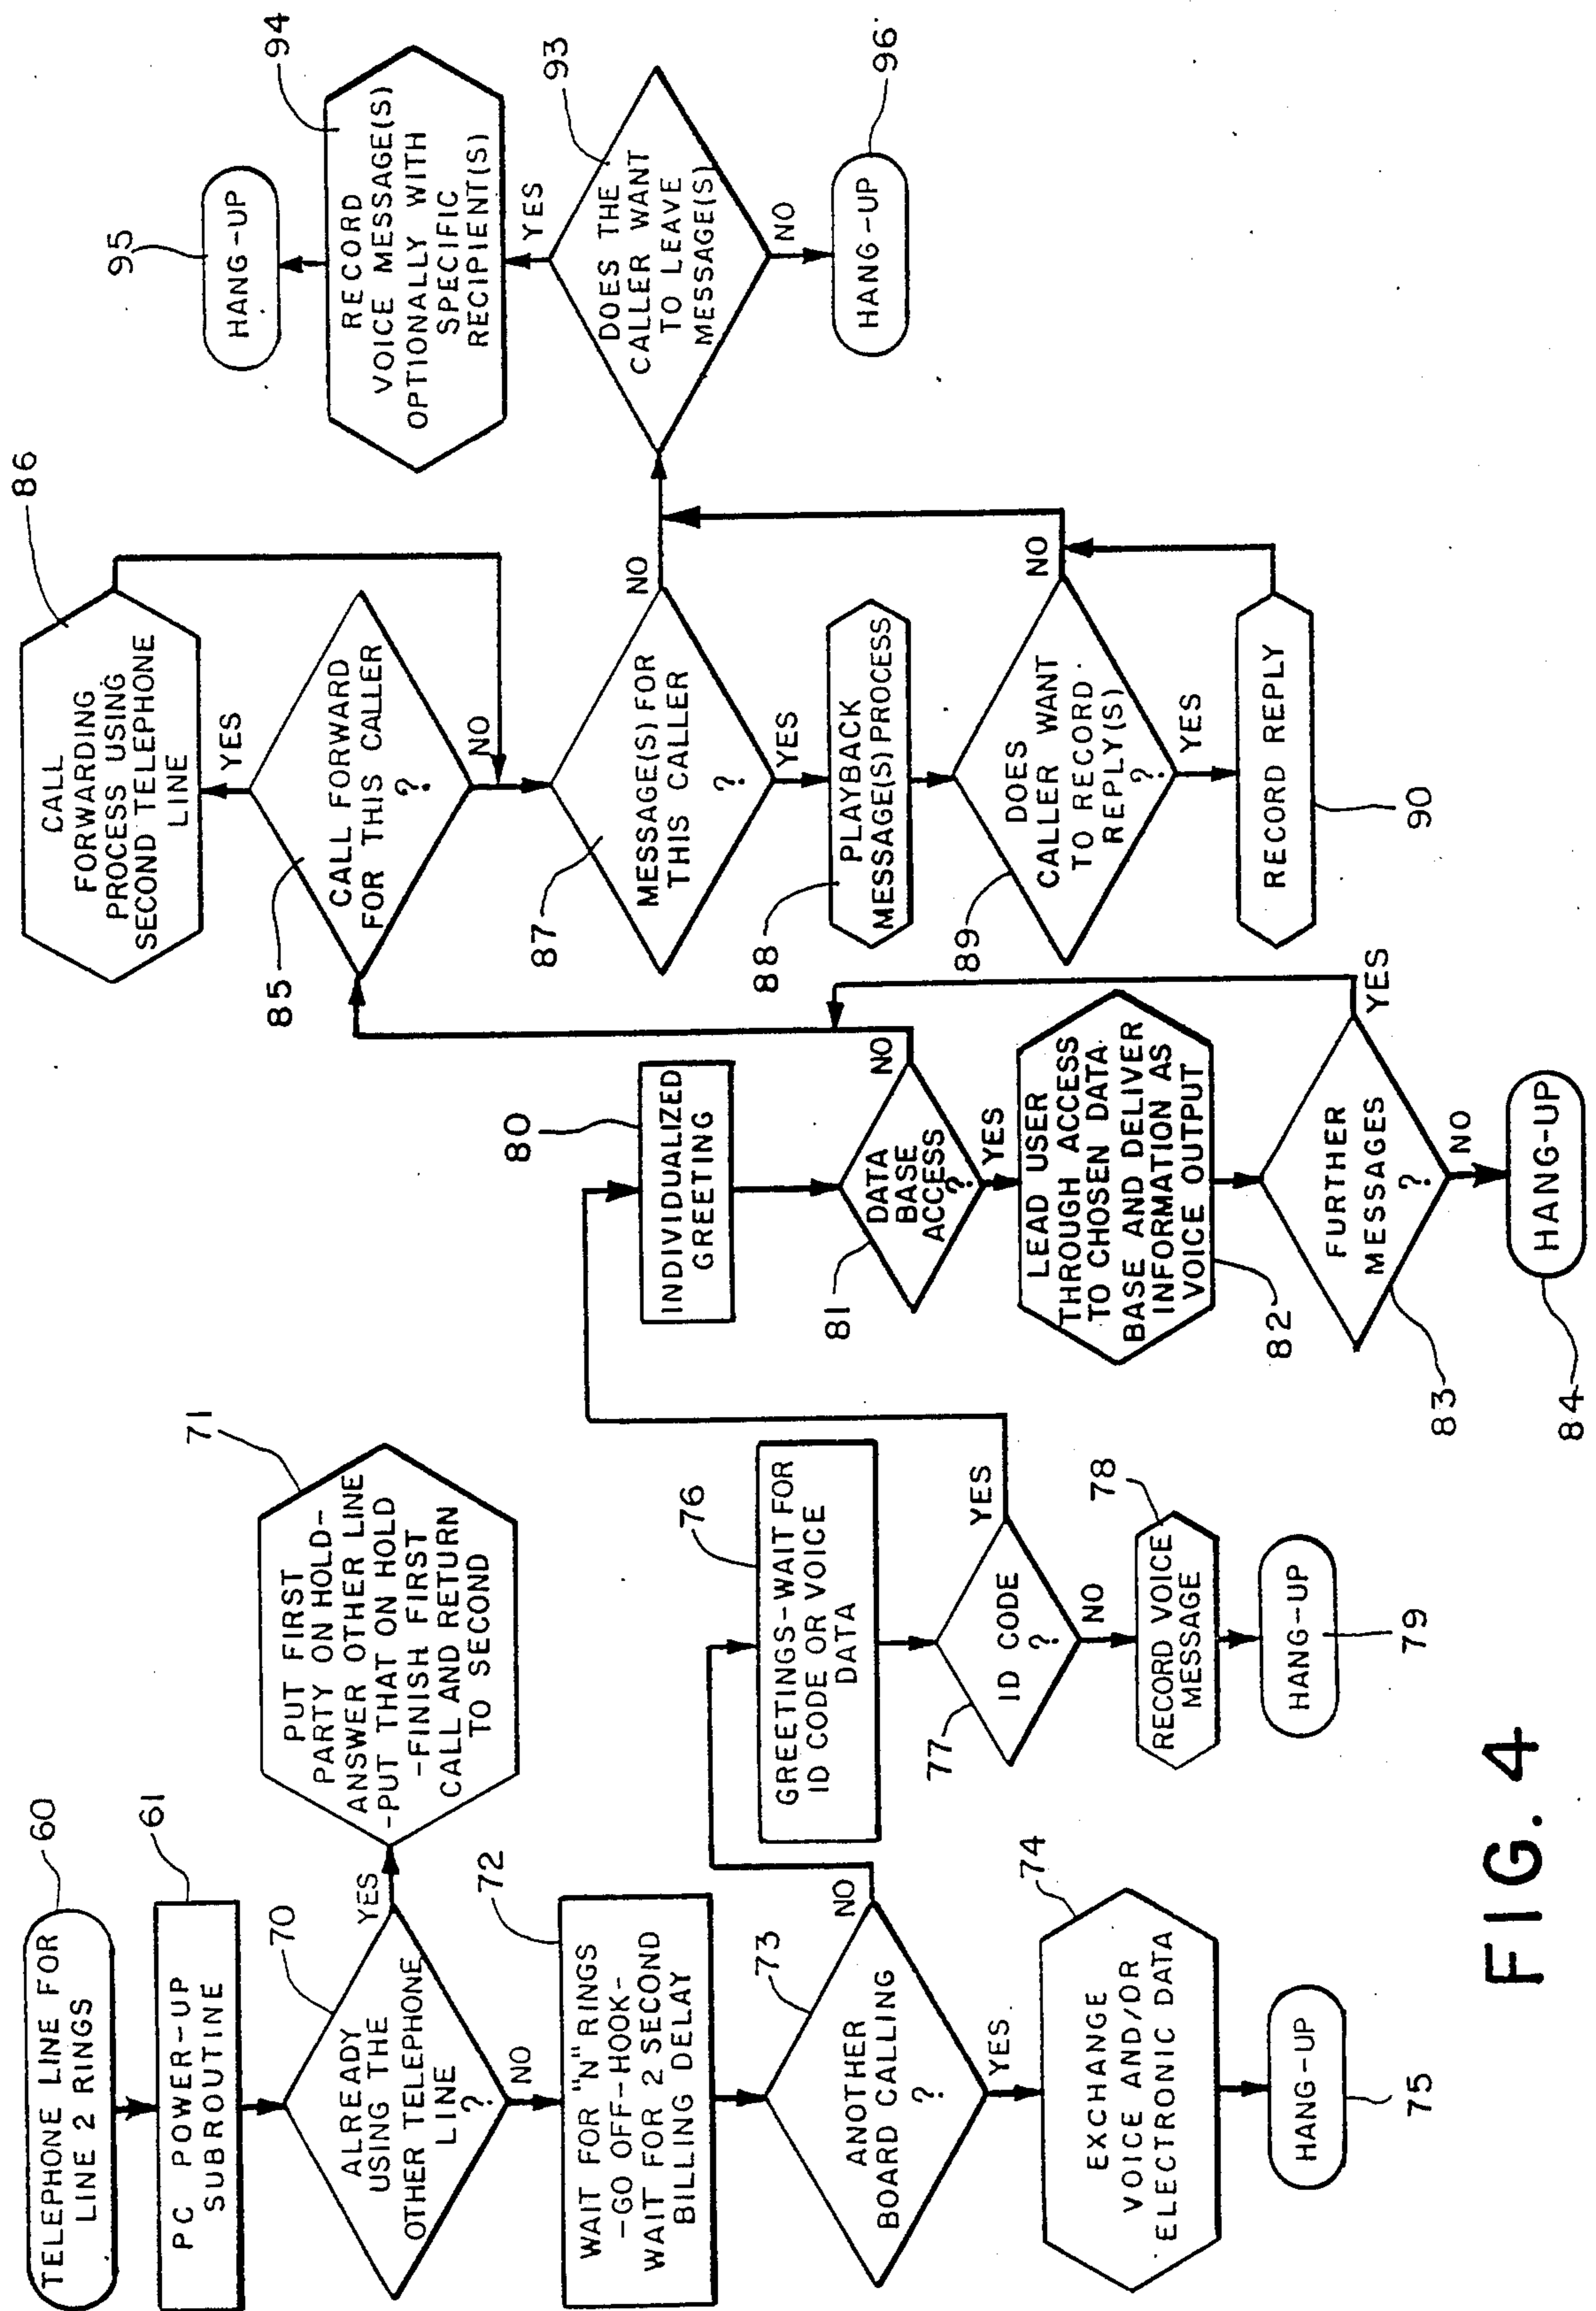 60
TELEPHONE LINE FOR
LINE 2 RINGS
61
PC POWER-UP
SUBROUTINE
70
ALREADY
USING THE
OTHER TELEPHONE
LINE
?
YES
NO
71
PUT FIRST
PARTY ON HOLD-
ANSWER OTHER LINE
-PUT THAT ON HOLD
-FINISH FIRST
CALL AND RETURN
TO SECOND
72
WAIT FOR "N" RINGS
-GO OFF-HOOK-
WAIT FOR 2 SECOND
BILLING DELAY
73
ANOTHER
BOARD CALLING
?
NO
YES
74
EXCHANGE
VOICE AND/OR
ELECTRONIC DATA
HANG-UP
75
76
GREETINGS-WAIT FOR
ID CODE OR VOICE
DATA
77
ID CODE
?
YES
NO
78
RECORD VOICE
MESSAGE
HANG-UP
79
80
INDIVIDUALIZED
GREETING
81
DATA
BASE
ACCESS
?
NO
YES
LEAD USER
THROUGH ACCESS
TO CHOSEN DATA
BASE AND DELIVER
INFORMATION AS
VOICE OUTPUT
82
FURTHER
MESSAGES
?
YES
NO
83
HANG-UP
84
86
CALL
FORWARDING
PROCESS USING
SECOND TELEPHONE
LINE
YES
85
CALL FORWARD
FOR THIS CALLER
?
NO
87
MESSAGE(S) FOR
THIS CALLER
?
NO
YES
88
PLAYBACK
MESSAGE(S) PROCESS
89
DOES
CALLER WANT
TO RECORD
REPLY(S)
?
NO
YES
RECORD REPLY
90
95
HANG-UP
94
RECORD
VOICE MESSAGE(S)
OPTIONALLY WITH
SPECIFIC
RECIPIENT(S)
YES
93
DOES THE
CALLER WANT
TO LEAVE
MESSAGE(S)
NO
HANG-UP
96
FIG. 4